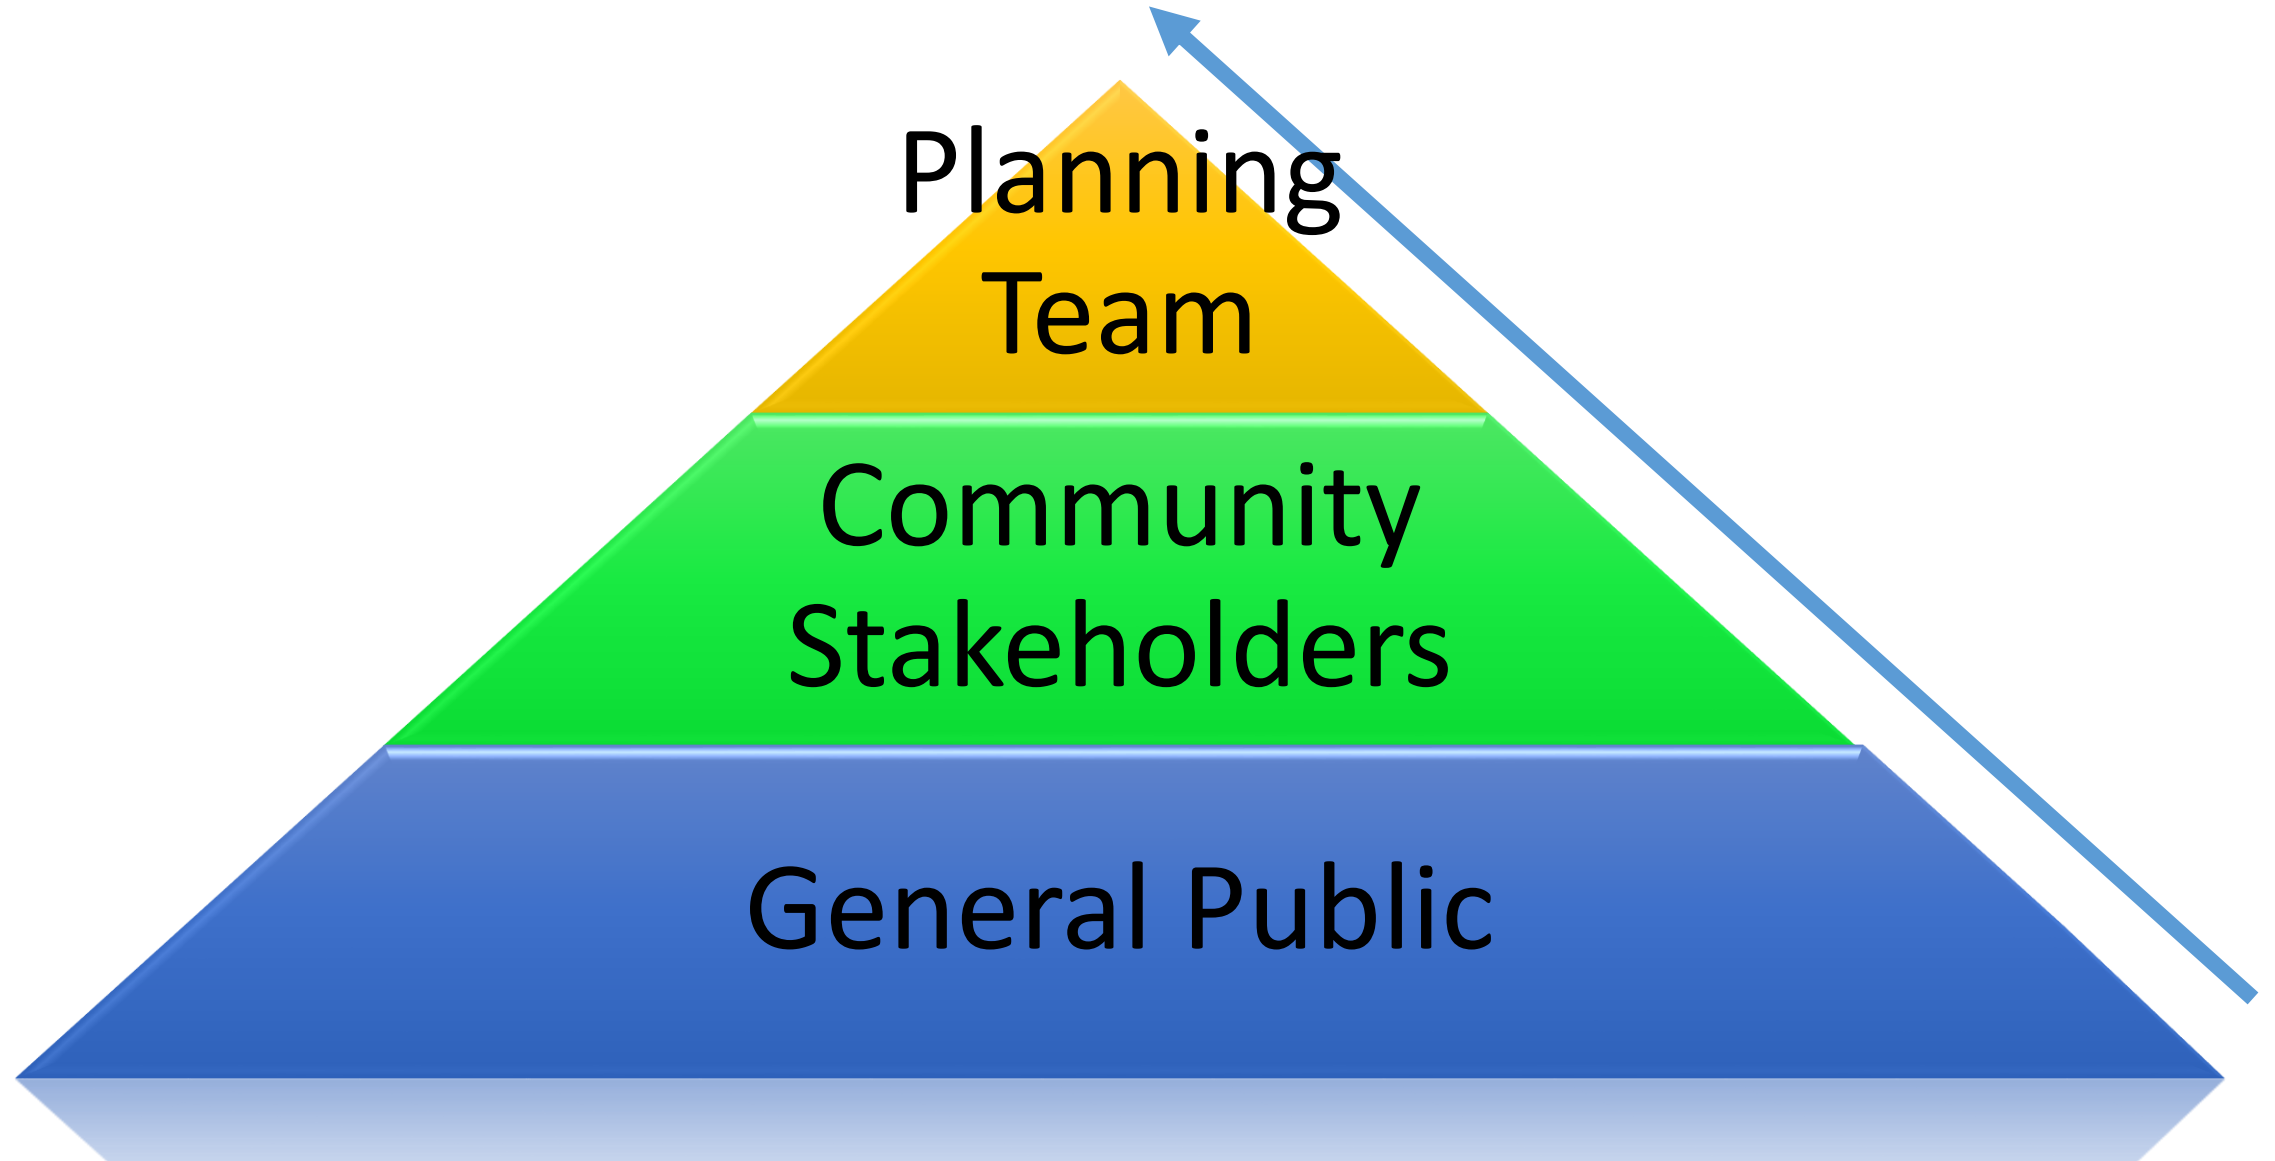 Planning
Team
Community
Stakeholders
General Public